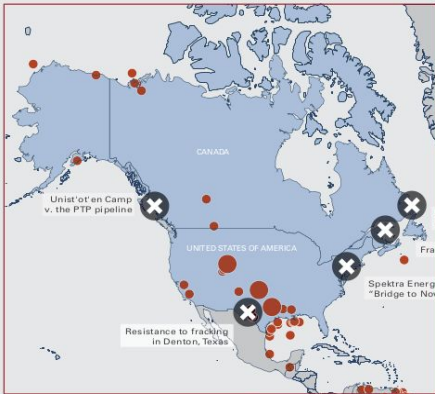 CANADA
Unist'ot'en Camp
v. the PTP pipeline
UNITED STATES OF AMERICA
Fra
Spektra Energ
"Bridge to Now
Resistance to fracking
in Denton, Texas